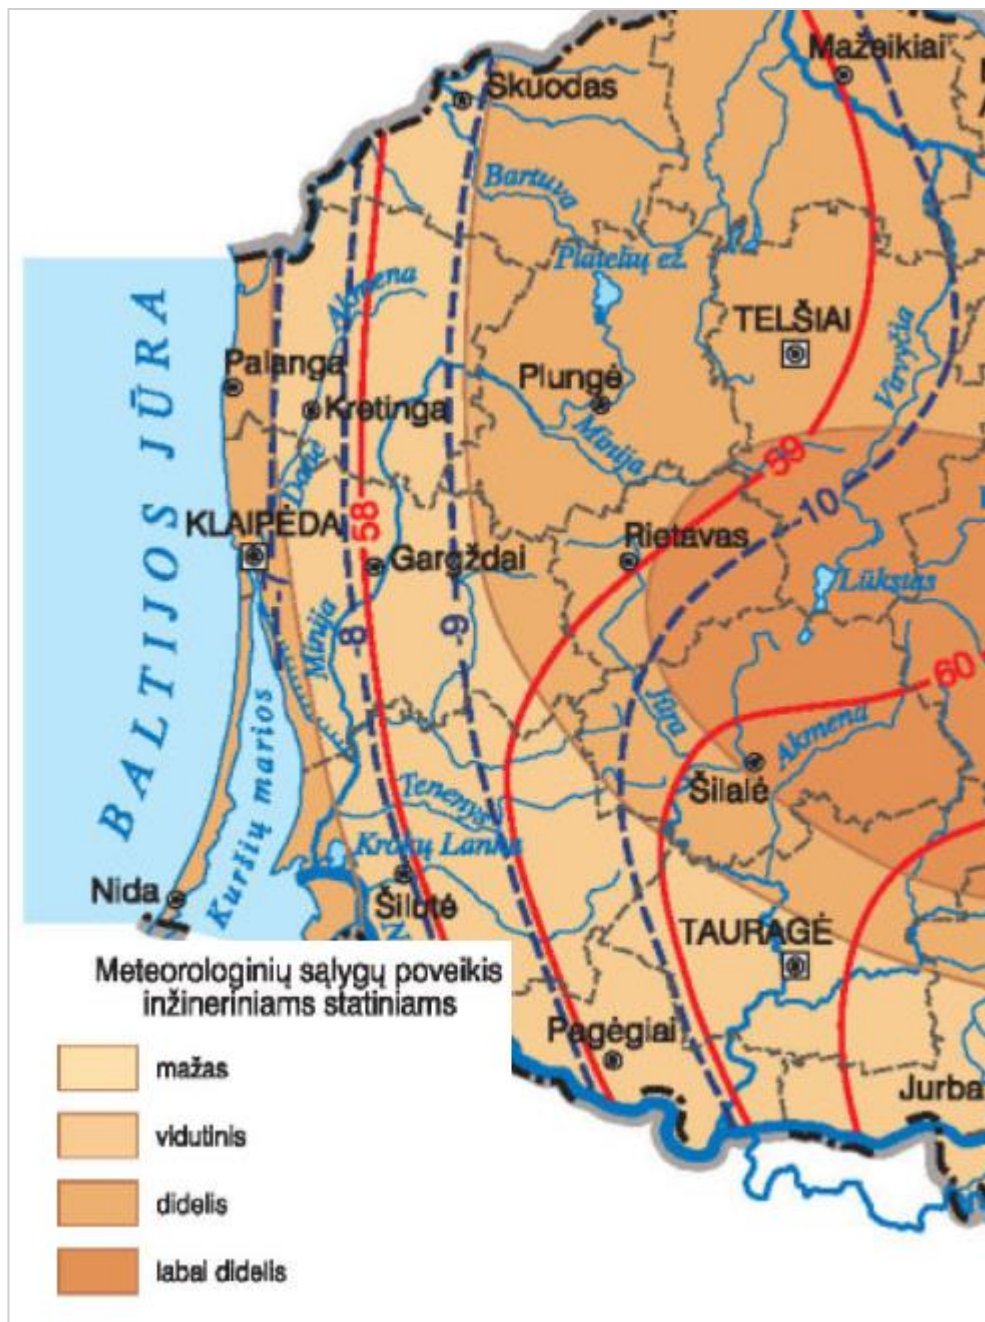 Mažeikiai
Skuodas
Bartuva
Platelių ež.
Akmena
TELŠIAI
Virvyčia
Palanga
Plungė
Kretinga
Minija
Danė
59
58
-10
KLAIPĖDA
Rietavas
Gargždai
Lūkstas
-7
-8
-9
Minija
BALTIJOS JŪRA
60
Jūra
Akmena
Šilalė
Tenenys
Krokų Lanka
Kuršių marios
Nida
Šilutė
TAURAGĖ
Pagėgiai
Jurba
Meteorologinių sąlygų poveikis
inžineriniams statiniams
mažas
vidutinis
didelis
labai didelis